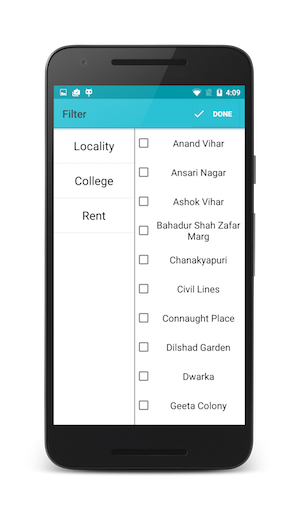 4:09
Filter
DONE
Locality
College
Rent
Anand Vihar
Ansari Nagar
Ashok Vihar
Bahadur Shah Zafar
Marg
Chanakyapuri
Civil Lines
Connaught Place
Dilshad Garden
Dwarka
Geeta Colony